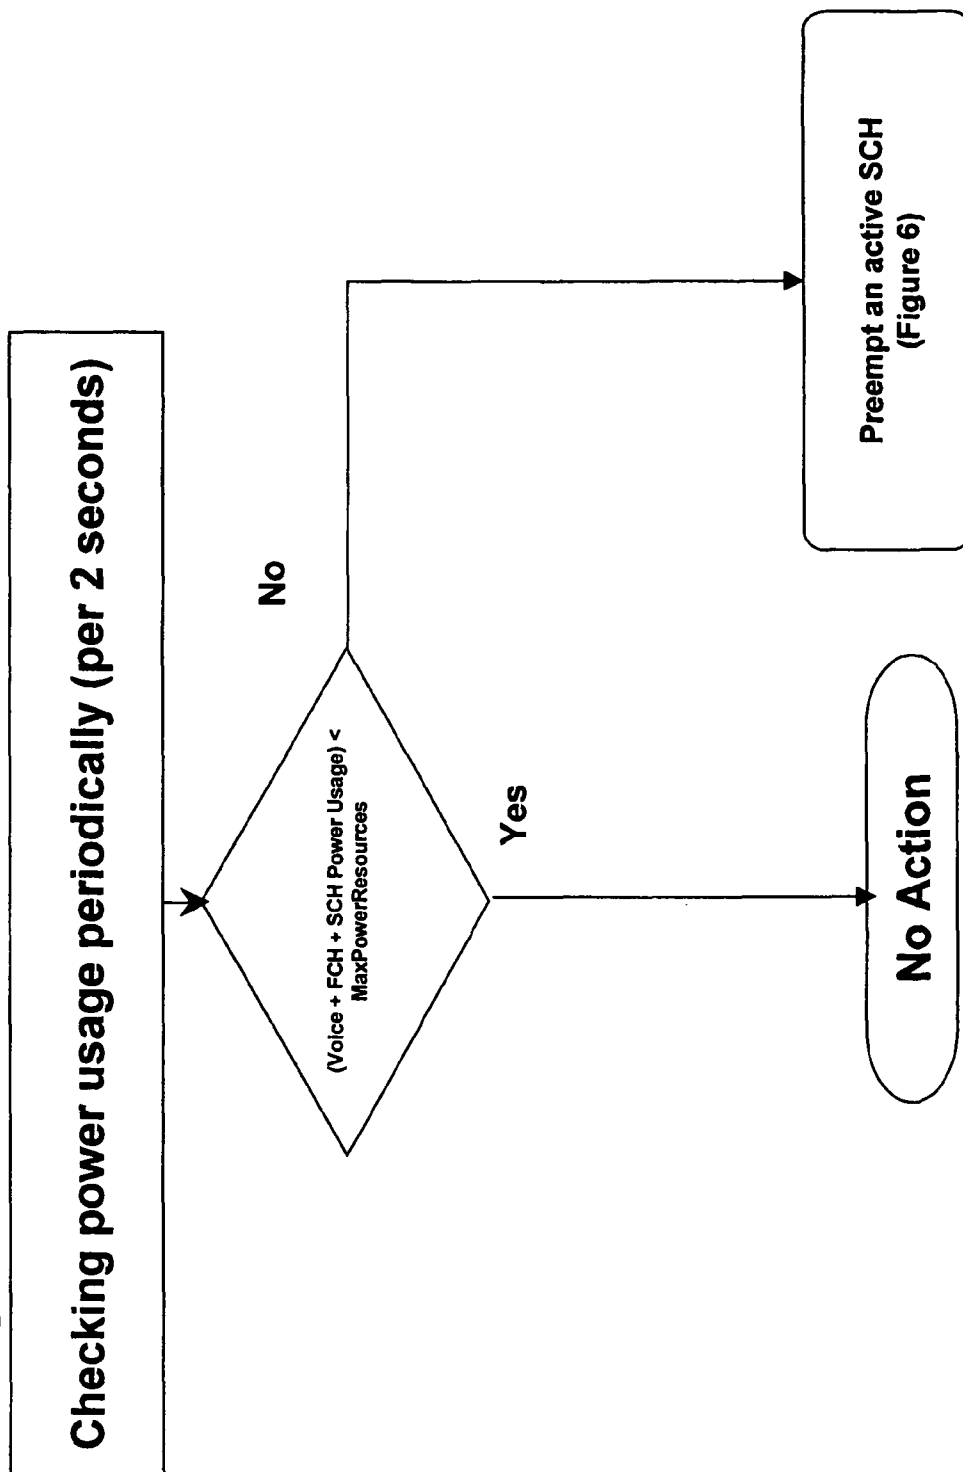 Checking power usage periodically (per 2 seconds)
(Voice + FCH + SCH Power Usage) <
MaxPowerResources
No
Yes
Preempt an active SCH
(Figure 6)
No Action